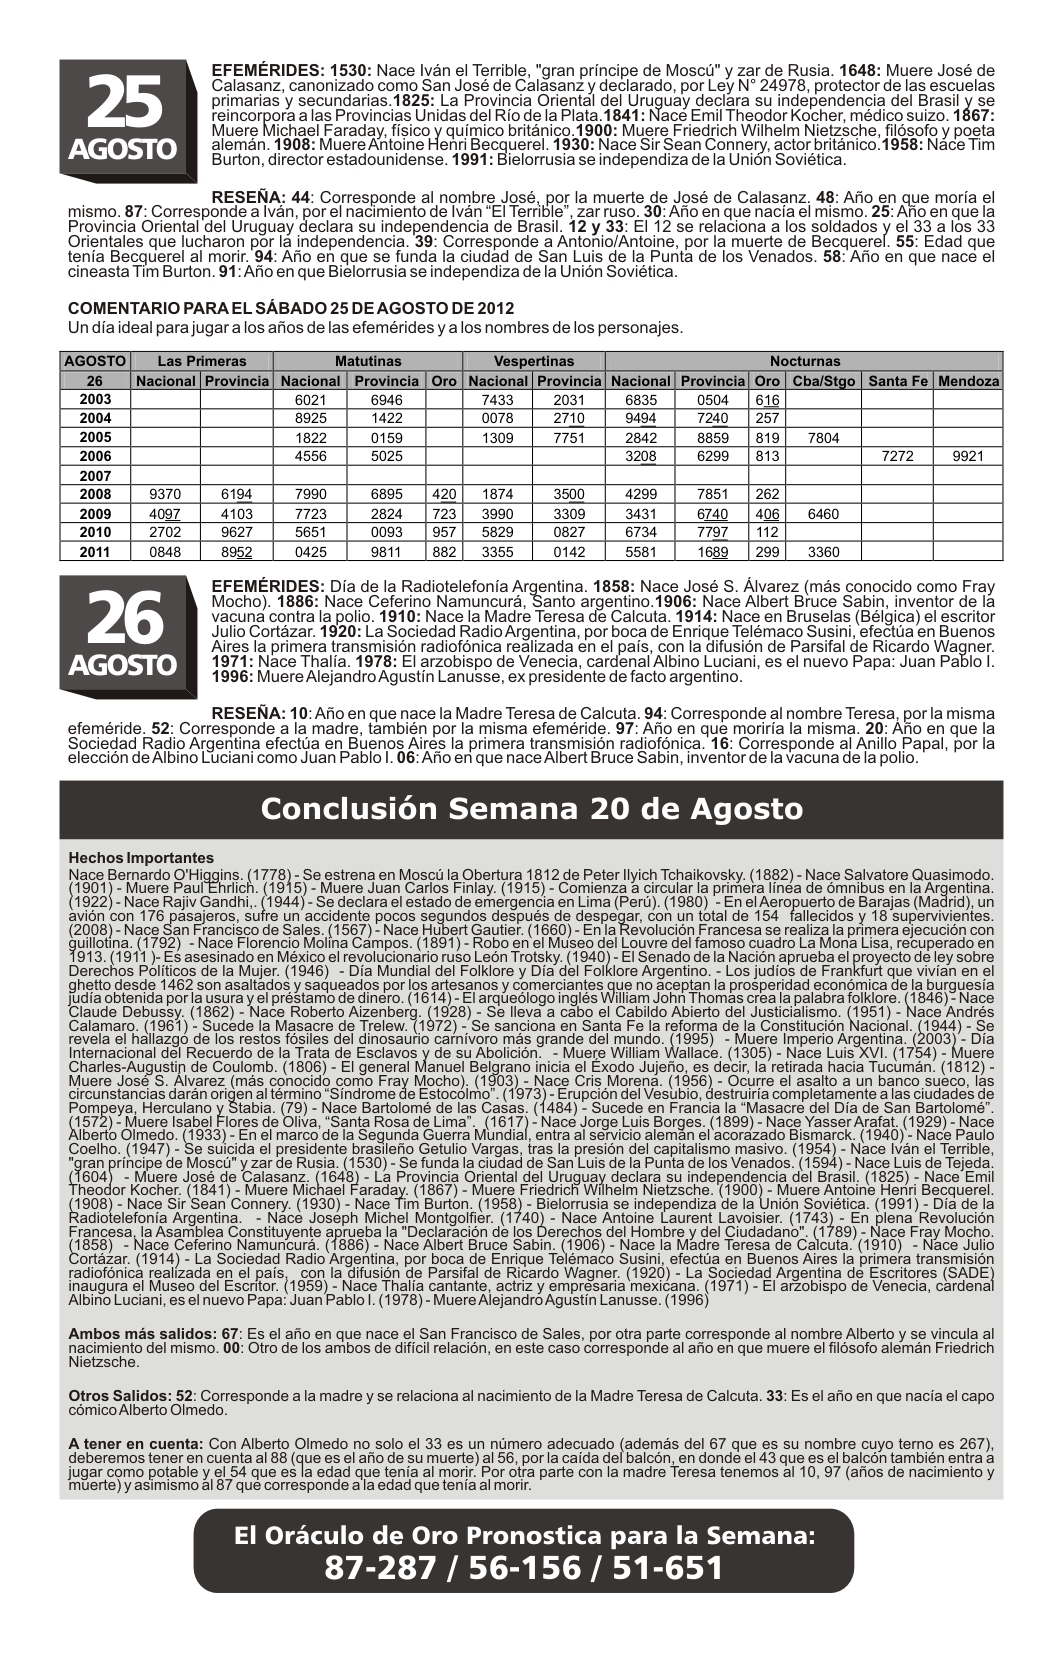 25
AGOSTO
EFEMÉRIDES: 1530: Nace Iván el Terrible, "gran príncipe de Moscú" y zar de Rusia. 1648: Muere José de
Calasanz, canonizado como San José de Calasanz y declarado, por Ley N° 24978, protector de las escuelas
primarias y secundarias.1825: La Provincia Oriental del Uruguay declara su independencia del Brasil y se
reincorpora a las Provincias Unidas del Río de la Plata.1841: Nace Emil Theodor Kocher, médico suizo. 1867:
Muere Michael Faraday, físico y químico británico.1900: Muere Friedrich Wilhelm Nietzsche, filósofo y poeta
alemán. 1908: Muere Antoine Henri Becquerel. 1930: Nace Sir Sean Connery, actor británico.1958: Nace Tim
Burton, director estadounidense. 1991: Bielorrusia se independiza de la Unión Soviética.
RESEÑA: 44: Corresponde al nombre José, por la muerte de José de Calasanz. 48: Año en que moría el
mismo. 87: Corresponde a Iván, por el nacimiento de Iván “El Terrible”, zar ruso. 30: Año en que nacía el mismo. 25: Año en que la
Provincia Oriental del Uruguay declara su independencia de Brasil. 12 y 33: El 12 se relaciona a los soldados y el 33 a los 33
Orientales que lucharon por la independencia. 39: Corresponde a Antonio/Antoine, por la muerte de Becquerel. 55: Edad que
tenía Becquerel al morir. 94: Año en que se funda la ciudad de San Luis de la Punta de los Venados. 58: Año en que nace el
cineasta Tim Burton. 91: Año en que Bielorrusia se independiza de la Unión Soviética.
COMENTARIO PARA EL SÁBADO 25 DE AGOSTO DE 2012
Un día ideal para jugar a los años de las efemérides y a los nombres de los personajes.
AGOSTO Las Primeras Matutinas Vespertinas Nocturnas
26 Nacional Provincia Nacional Provincia Oro Nacional Provincia Nacional Provincia Oro Cba/Stgo Santa Fe Mendoza
2003 6021 6946 7433 2031 6835 0504 616
2004 8925 1422 0078 2710 9494 7240 257
2005 1822 0159 1309 7751 2842 8859 819 7804
2006 4556 5025 3208 6299 813 7272 9921
2007
2008 9370 6194 7990 6895 420 1874 3500 4299 7851 262
2009 4097 4103 7723 2824 723 3990 3309 3431 6740 406 6460
2010 2702 9627 5651 0093 957 5829 0827 6734 7797 112
2011 0848 8952 0425 9811 882 3355 0142 5581 1689 299 3360
26
AGOSTO
EFEMÉRIDES: Día de la Radiotelefonía Argentina. 1858: Nace José S. Álvarez (más conocido como Fray
Mocho). 1886: Nace Ceferino Namuncurá, Santo argentino.1906: Nace Albert Bruce Sabin, inventor de la
vacuna contra la polio. 1910: Nace la Madre Teresa de Calcuta. 1914: Nace en Bruselas (Bélgica) el escritor
Julio Cortázar. 1920: La Sociedad Radio Argentina, por boca de Enrique Telémaco Susini, efectúa en Buenos
Aires la primera transmisión radiofónica realizada en el país, con la difusión de Parsifal de Ricardo Wagner.
1971: Nace Thalía. 1978: El arzobispo de Venecia, cardenal Albino Luciani, es el nuevo Papa: Juan Pablo I.
1996: Muere Alejandro Agustín Lanusse, ex presidente de facto argentino.
RESEÑA: 10: Año en que nace la Madre Teresa de Calcuta. 94: Corresponde al nombre Teresa, por la misma
efeméride. 52: Corresponde a la madre, también por la misma efeméride. 97: Año en que moriría la misma. 20: Año en que la
Sociedad Radio Argentina efectúa en Buenos Aires la primera transmisión radiofónica. 16: Corresponde al Anillo Papal, por la
elección de Albino Luciani como Juan Pablo I. 06: Año en que nace Albert Bruce Sabin, inventor de la vacuna de la polio.
Conclusión Semana 20 de Agosto
Hechos Importantes
Nace Bernardo O'Higgins. (1778) - Se estrena en Moscú la Obertura 1812 de Peter Ilyich Tchaikovsky. (1882) - Nace Salvatore Quasimodo.
(1901) - Muere Paul Ehrlich. (1915) - Muere Juan Carlos Finlay. (1915) - Comienza a circular la primera línea de ómnibus en la Argentina.
(1922) - Nace Rajiv Gandhi,. (1944) - Se declara el estado de emergencia en Lima (Perú). (1980) - En el Aeropuerto de Barajas (Madrid), un
avión con 176 pasajeros, sufre un accidente pocos segundos después de despegar, con un total de 154 fallecidos y 18 supervivientes.
(2008) - Nace San Francisco de Sales. (1567) - Nace Hubert Gautier. (1660) - En la Revolución Francesa se realiza la primera ejecución con
guillotina. (1792) - Nace Florencio Molina Campos. (1891) - Robo en el Museo del Louvre del famoso cuadro La Mona Lisa, recuperado en
1913. (1911 )- Es asesinado en México el revolucionario ruso León Trotsky. (1940) - El Senado de la Nación aprueba el proyecto de ley sobre
Derechos Políticos de la Mujer. (1946) - Día Mundial del Folklore y Día del Folklore Argentino. - Los judíos de Frankfurt que vivían en el
ghetto desde 1462 son asaltados y saqueados por los artesanos y comerciantes que no aceptan la prosperidad económica de la burguesía
judía obtenida por la usura y el préstamo de dinero. (1614) - El arqueólogo inglés William John Thomas crea la palabra folklore. (1846) - Nace
Claude Debussy. (1862) - Nace Roberto Aizenberg. (1928) - Se lleva a cabo el Cabildo Abierto del Justicialismo. (1951) - Nace Andrés
Calamaro. (1961) - Sucede la Masacre de Trelew. (1972) - Se sanciona en Santa Fe la reforma de la Constitución Nacional. (1944) - Se
revela el hallazgo de los restos fósiles del dinosaurio carnívoro más grande del mundo. (1995) - Muere Imperio Argentina. (2003) - Día
Internacional del Recuerdo de la Trata de Esclavos y de su Abolición. - Muere William Wallace. (1305) - Nace Luis XVI. (1754) - Muere
Charles-Augustin de Coulomb. (1806) - El general Manuel Belgrano inicia el Éxodo Jujeño, es decir, la retirada hacia Tucumán. (1812) -
Muere José S. Álvarez (más conocido como Fray Mocho). (1903) - Nace Cris Morena. (1956) - Ocurre el asalto a un banco sueco, las
circunstancias darán origen al término “Síndrome de Estocolmo”. (1973) - Erupción del Vesubio, destruiría completamente a las ciudades de
Pompeya, Herculano y Stabia. (79) - Nace Bartolomé de las Casas. (1484) - Sucede en Francia la “Masacre del Día de San Bartolomé”.
(1572) - Muere Isabel Flores de Oliva, “Santa Rosa de Lima”. (1617) - Nace Jorge Luis Borges. (1899) - Nace Yasser Arafat. (1929) - Nace
Alberto Olmedo. (1933) - En el marco de la Segunda Guerra Mundial, entra al servicio alemán el acorazado Bismarck. (1940) - Nace Paulo
Coelho. (1947) - Se suicida el presidente brasileño Getulio Vargas, tras la presión del capitalismo masivo. (1954) - Nace Iván el Terrible,
"gran príncipe de Moscú" y zar de Rusia. (1530) - Se funda la ciudad de San Luis de la Punta de los Venados. (1594) - Nace Luis de Tejeda.
(1604) - Muere José de Calasanz. (1648) - La Provincia Oriental del Uruguay declara su independencia del Brasil. (1825) - Nace Emil
Theodor Kocher. (1841) - Muere Michael Faraday. (1867) - Muere Friedrich Wilhelm Nietzsche. (1900) - Muere Antoine Henri Becquerel.
(1908) - Nace Sir Sean Connery. (1930) - Nace Tim Burton. (1958) - Bielorrusia se independiza de la Unión Soviética. (1991) - Día de la
Radiotelefonía Argentina. - Nace Joseph Michel Montgolfier. (1740) - Nace Antoine Laurent Lavoisier. (1743) - En plena Revolución
Francesa, la Asamblea Constituyente aprueba la "Declaración de los Derechos del Hombre y del Ciudadano". (1789) - Nace Fray Mocho.
(1858) - Nace Ceferino Namuncurá. (1886) - Nace Albert Bruce Sabin. (1906) - Nace la Madre Teresa de Calcuta. (1910) - Nace Julio
Cortázar. (1914) - La Sociedad Radio Argentina, por boca de Enrique Telémaco Susini, efectúa en Buenos Aires la primera transmisión
radiofónica realizada en el país, con la difusión de Parsifal de Ricardo Wagner. (1920) - La Sociedad Argentina de Escritores (SADE)
inaugura el Museo del Escritor. (1959) - Nace Thalía cantante, actriz y empresaria mexicana. (1971) - El arzobispo de Venecia, cardenal
Albino Luciani, es el nuevo Papa: Juan Pablo I. (1978) - Muere Alejandro Agustín Lanusse. (1996)
Ambos más salidos: 67: Es el año en que nace el San Francisco de Sales, por otra parte corresponde al nombre Alberto y se vincula al
nacimiento del mismo. 00: Otro de los ambos de difícil relación, en este caso corresponde al año en que muere el filósofo alemán Friedrich
Nietzsche.
Otros Salidos: 52: Corresponde a la madre y se relaciona al nacimiento de la Madre Teresa de Calcuta. 33: Es el año en que nacía el capo
cómico Alberto Olmedo.
A tener en cuenta: Con Alberto Olmedo no solo el 33 es un número adecuado (además del 67 que es su nombre cuyo terno es 267),
deberemos tener en cuenta al 88 (que es el año de su muerte) al 56, por la caída del balcón, en donde el 43 que es el balcón también entra a
jugar como potable y el 54 que es la edad que tenía al morir. Por otra parte con la madre Teresa tenemos al 10, 97 (años de nacimiento y
muerte) y asimismo al 87 que corresponde a la edad que tenía al morir.
El Oráculo de Oro Pronostica para la Semana:
87-287 / 56-156 / 51-651